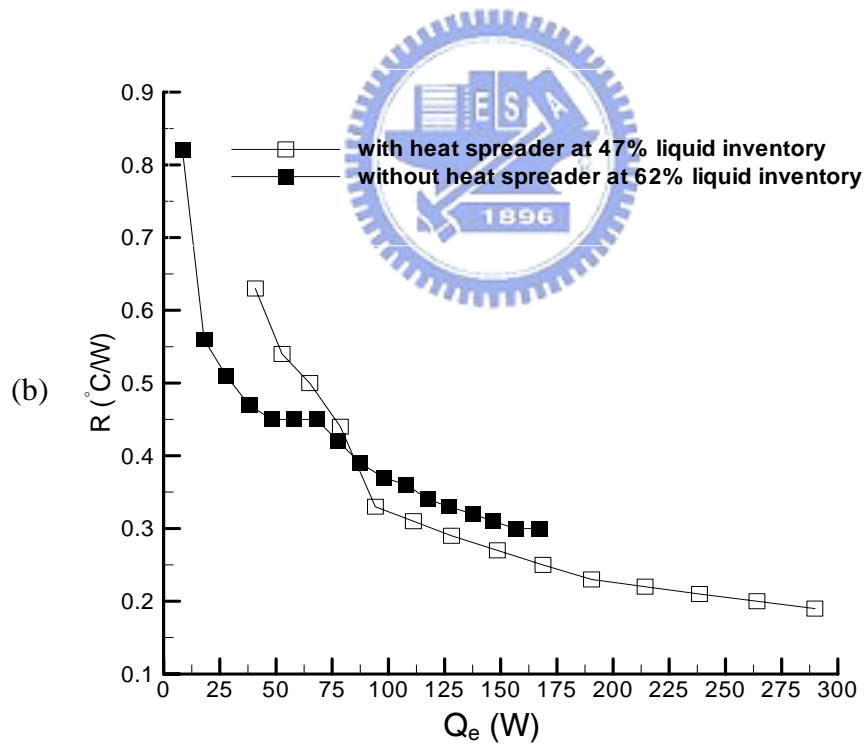 E S A
1896
with heat spreader at 47% liquid inventory
without heat spreader at 62% liquid inventory
(b)
R (°C/W)
0.9
0.8
0.7
0.6
0.5
0.4
0.3
0.2
0.1
0 25 50 75 100 125 150 175 200 225 250 275 300
Qₑ (W)